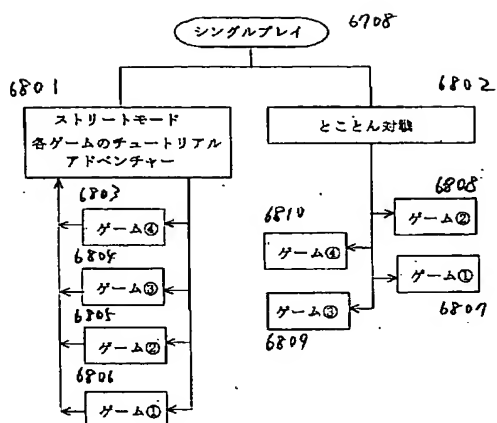 シングルプレイ
6708
6801
ストリートモード
各ゲームのチュートリアル
アドベンチャー
6802
とことん対戦
6803
ゲーム④
6804
ゲーム③
6805
ゲーム②
6806
ゲーム①
6808
ゲーム②
6810
ゲーム④
ゲーム①
6807
ゲーム③
6809